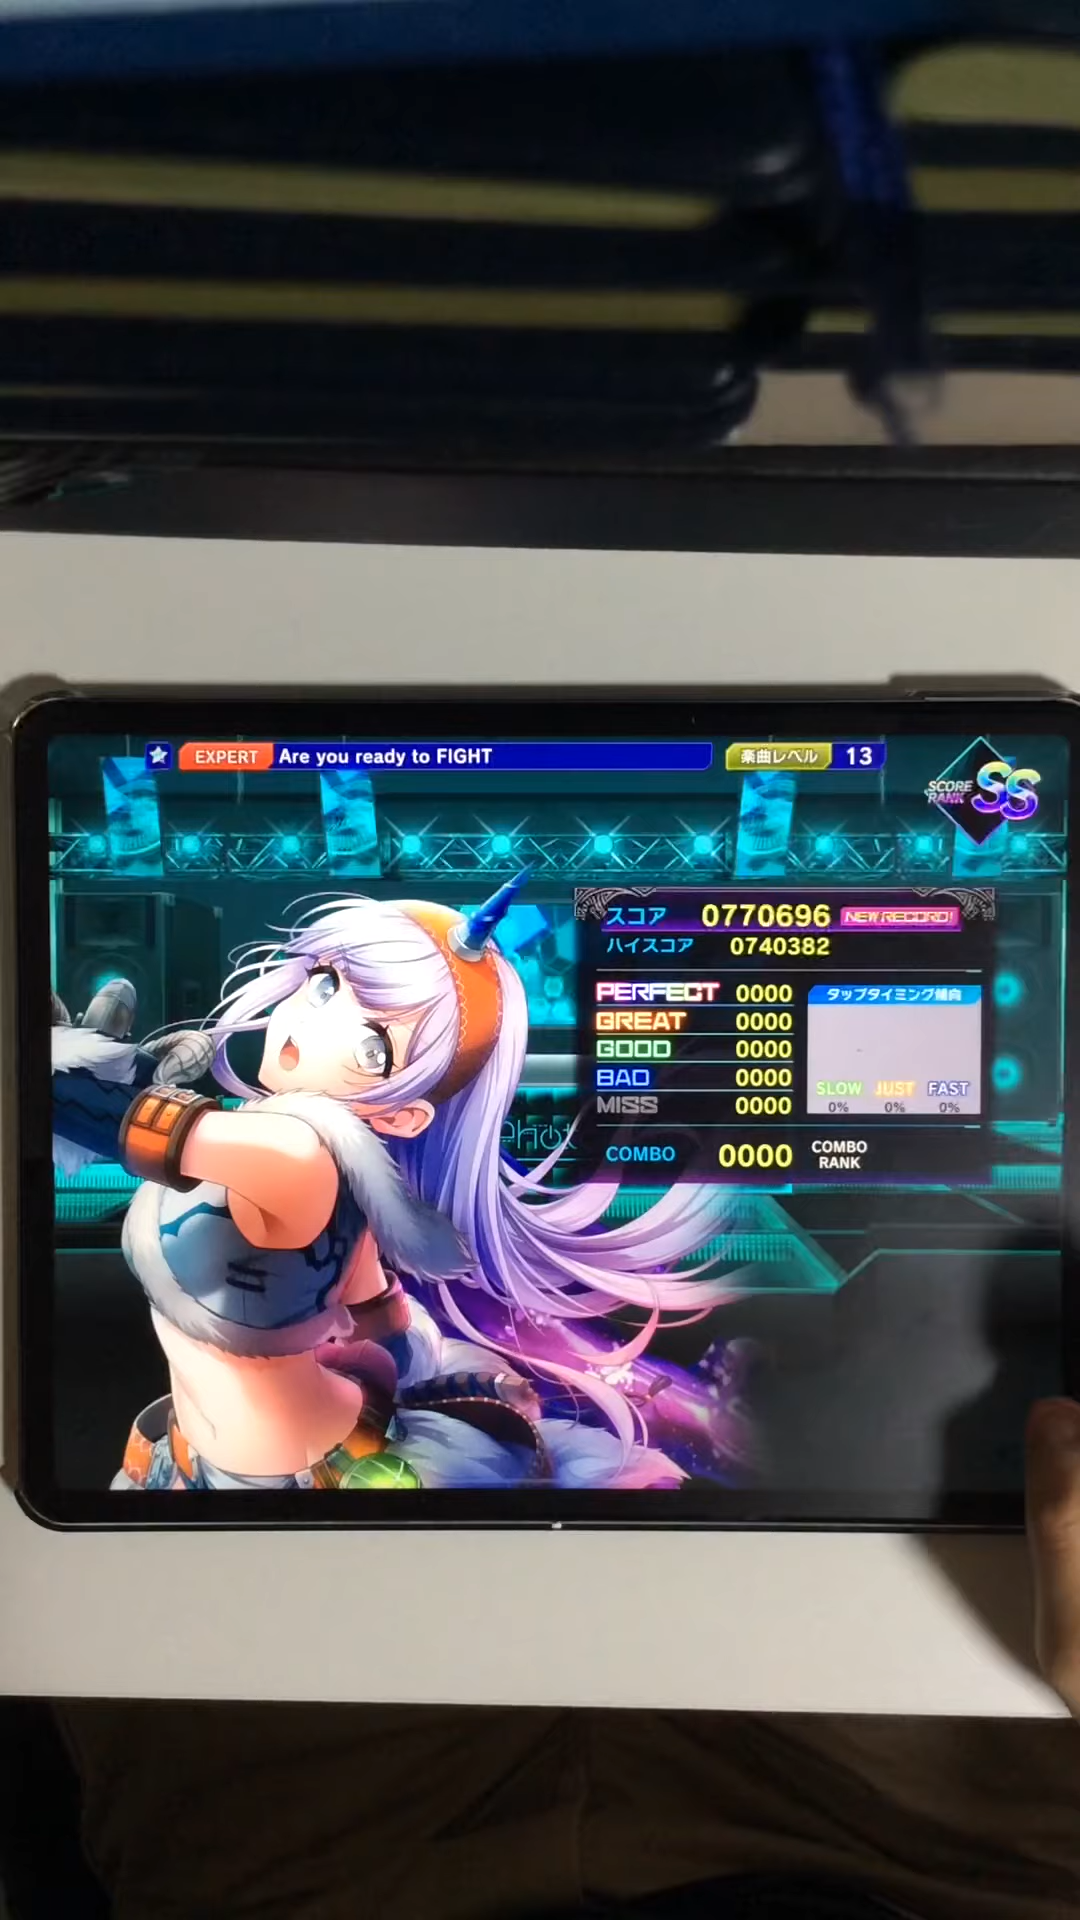 EXPERT Are you ready to FIGHT
楽曲レベル 13
SCORE RANK SS
スコア 0770696 NEW RECORD!
ハイスコア 0740382
PERFECT 0000
GREAT 0000
GOOD 0000
BAD 0000
MISS 0000
タップタイミング傾向
SLOW JUST FAST
0% 0% 0%
COMBO 0000
COMBO RANK